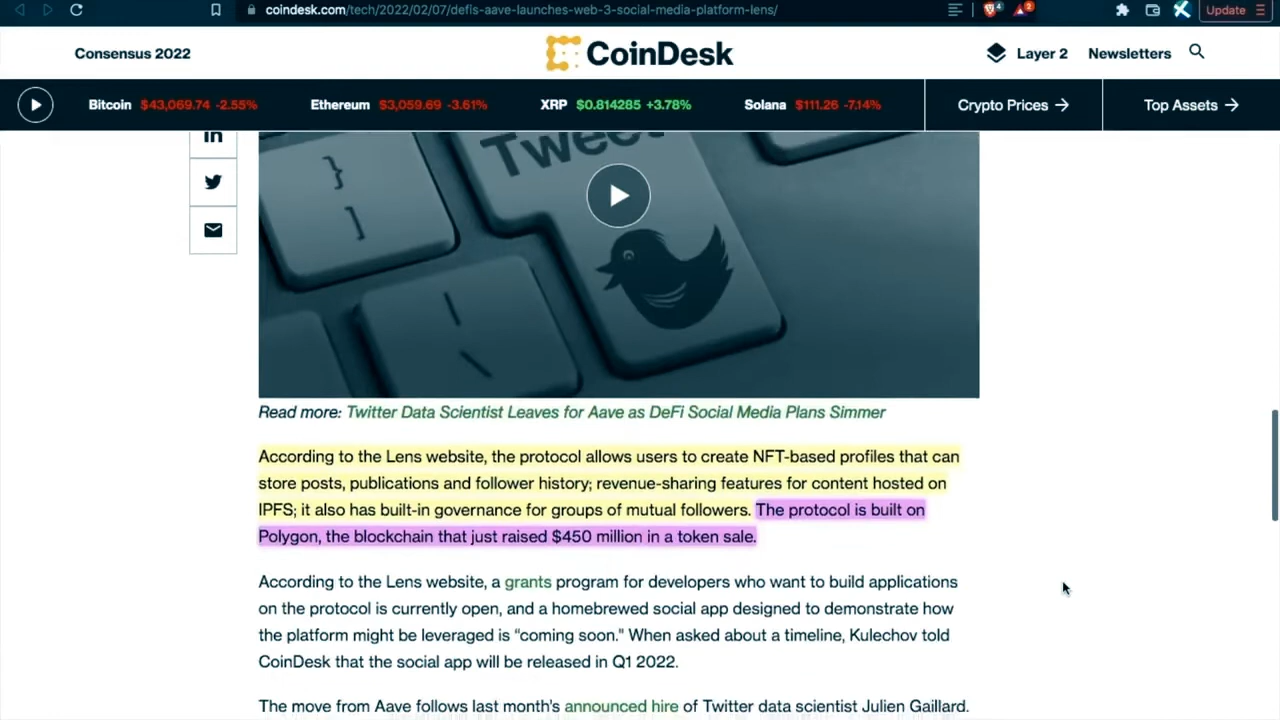 coindesk.com/tech/2022/02/07/defis-aave-launches-web-3-social-media-platform-lens/
4
2
Update
Consensus 2022
CoinDesk
Layer 2
Newsletters
Bitcoin $43,069.74 -2.55%
Ethereum $3,059.69 -3.61%
XRP $0.814285 +3.78%
Solana $111.26 -7.14%
Crypto Prices →
Top Assets →
in
Tweet
}
]
|
\
Read more: Twitter Data Scientist Leaves for Aave as DeFi Social Media Plans Simmer
According to the Lens website, the protocol allows users to create NFT-based profiles that can
store posts, publications and follower history; revenue-sharing features for content hosted on
IPFS; it also has built-in governance for groups of mutual followers. The protocol is built on
Polygon, the blockchain that just raised $450 million in a token sale.
According to the Lens website, a grants program for developers who want to build applications
on the protocol is currently open, and a homebrewed social app designed to demonstrate how
the platform might be leveraged is “coming soon.” When asked about a timeline, Kulechov told
CoinDesk that the social app will be released in Q1 2022.
The move from Aave follows last month's announced hire of Twitter data scientist Julien Gaillard.